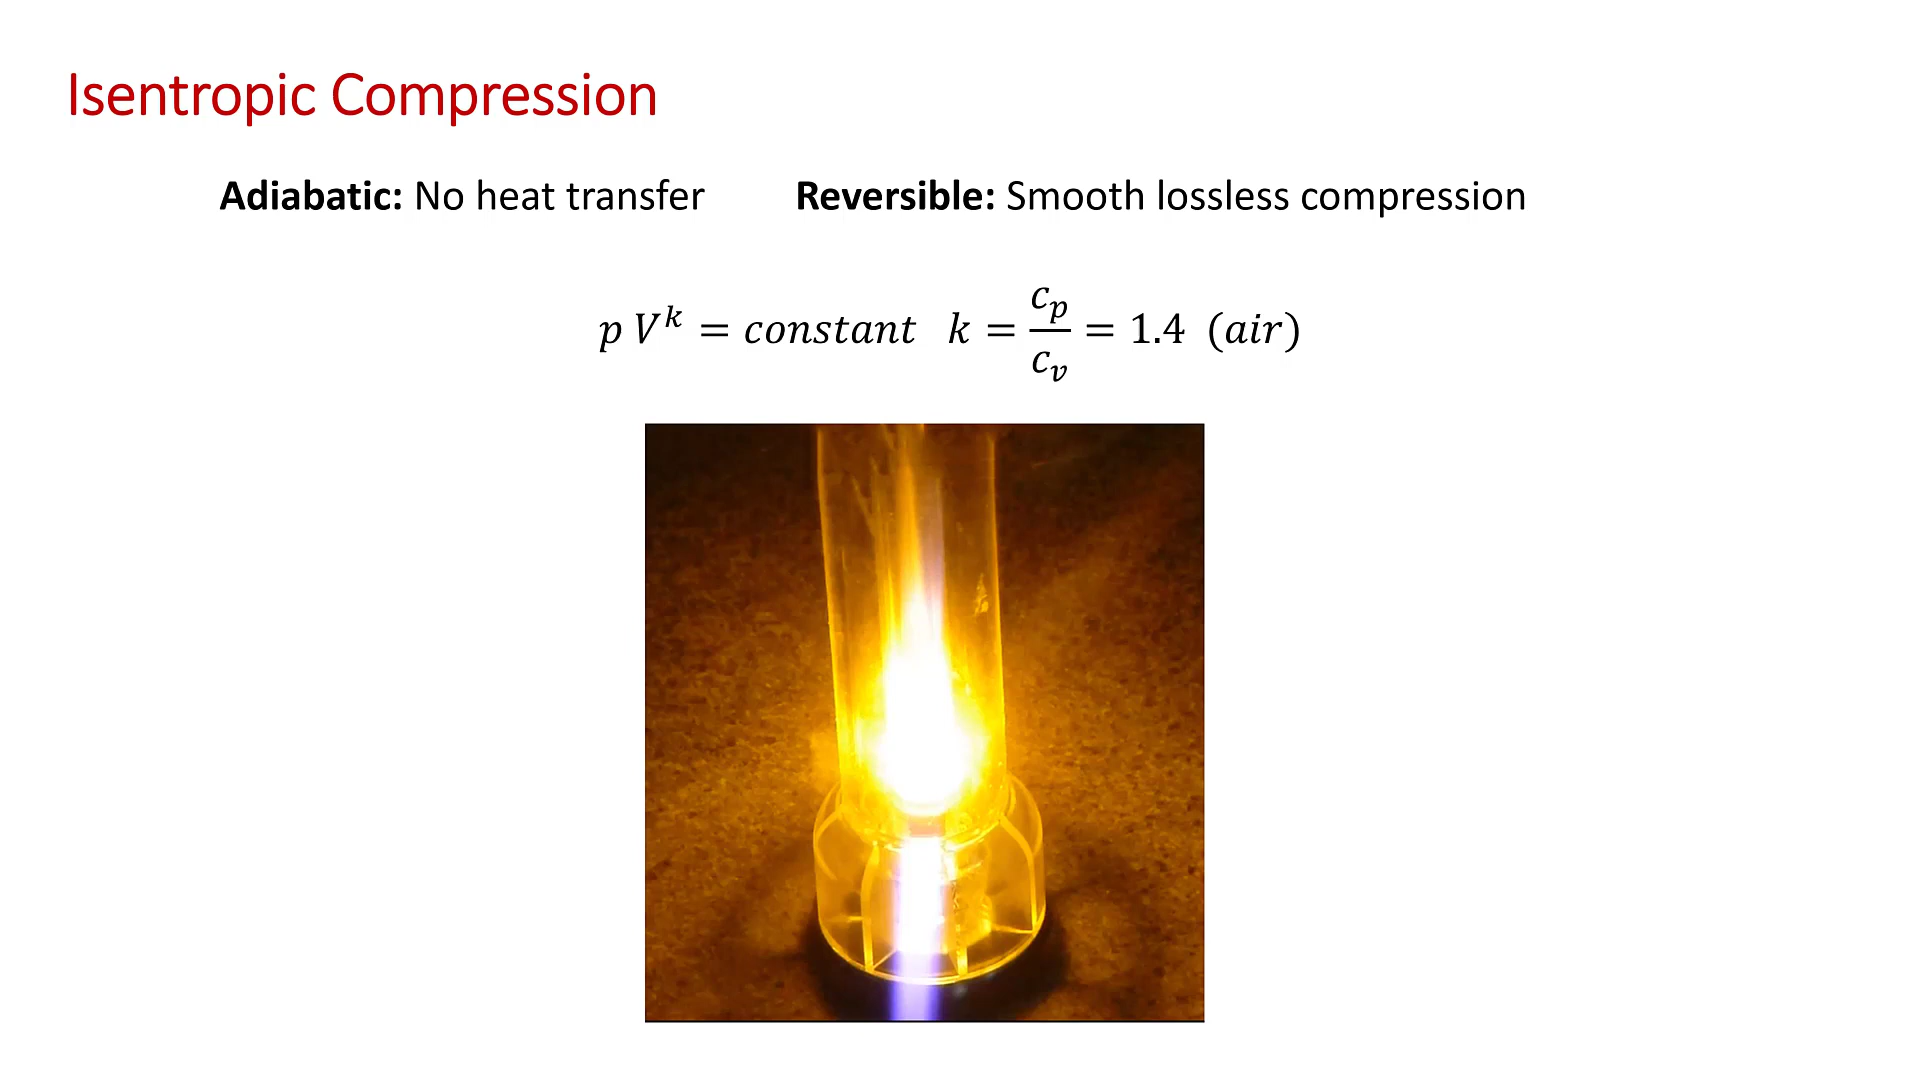 Isentropic Compression
Adiabatic: No heat transfer Reversible: Smooth lossless compression
p V^k = constant k = c_p/c_v = 1.4 (air)